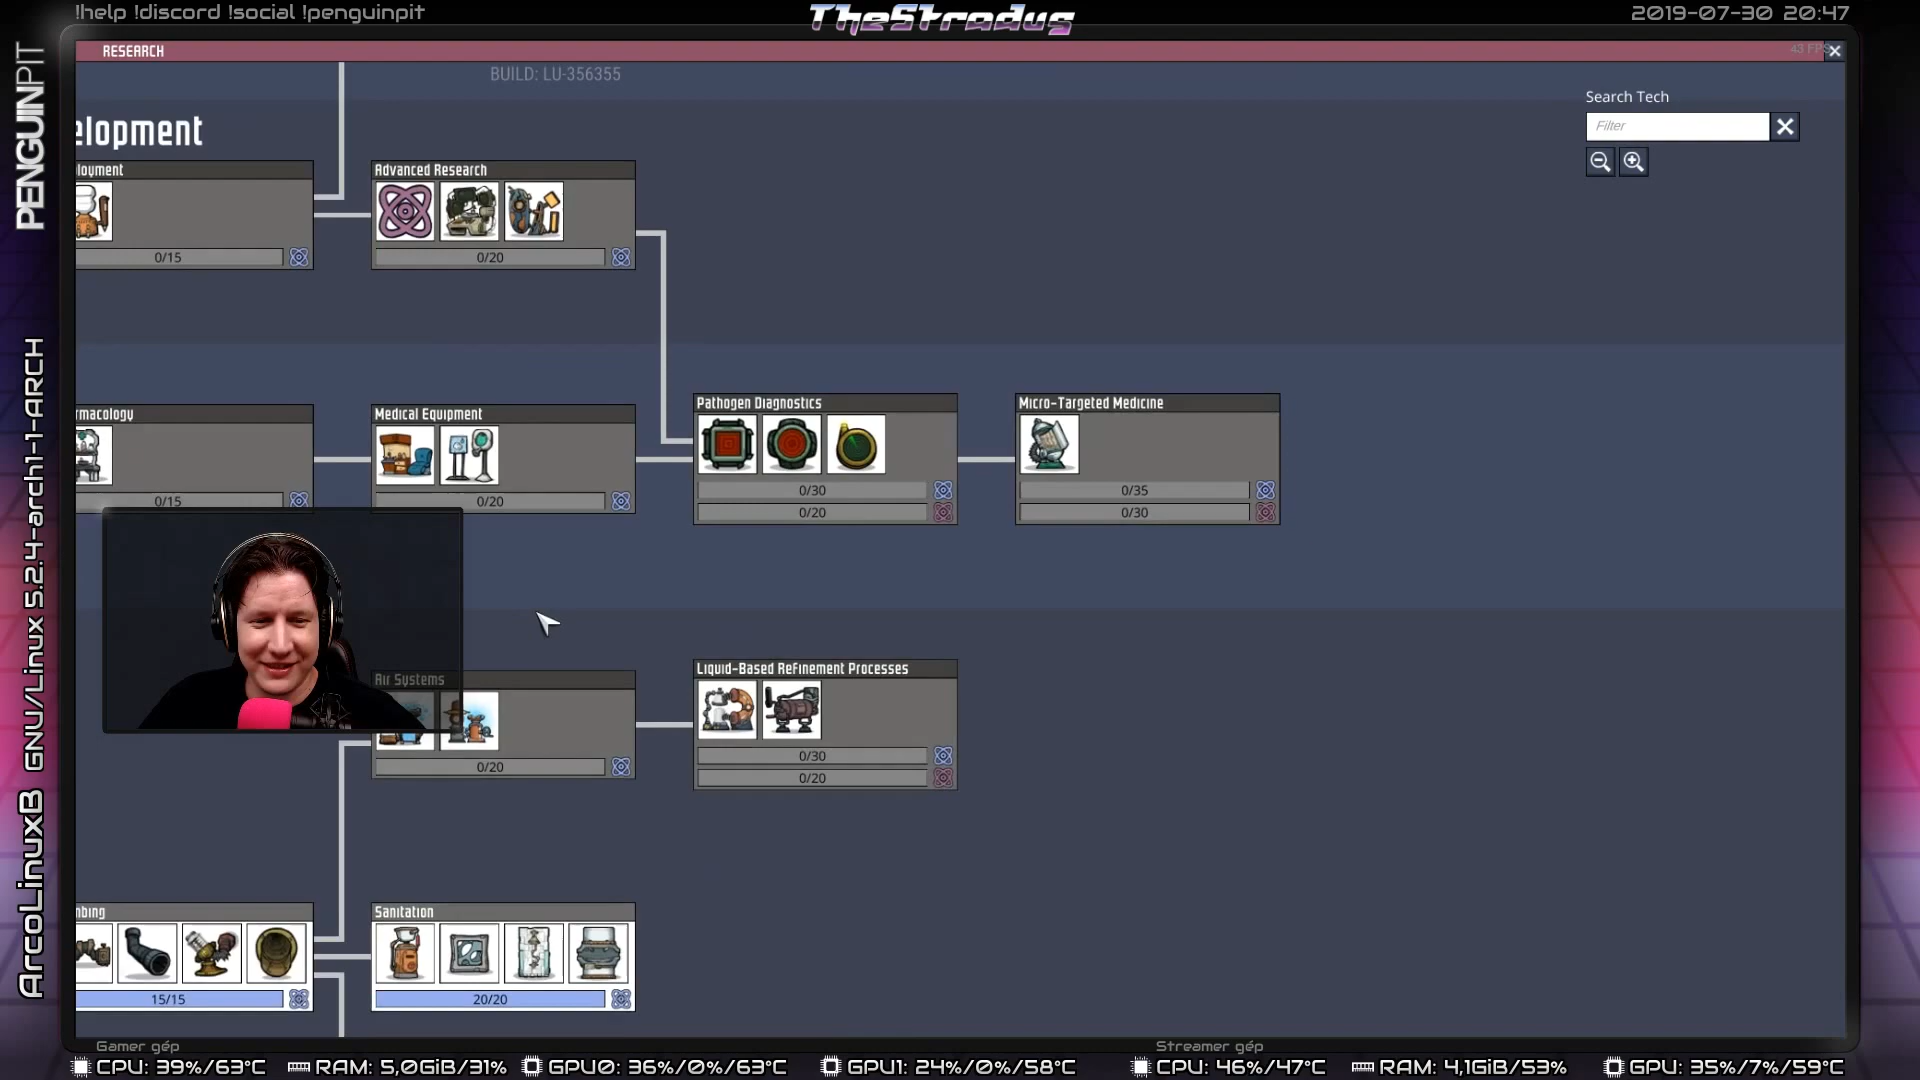 !help !discord !social !penguinpit
TheStradus
2019-07-30 20:47
PENGUINPIT
ArcoLinuxB GNU/Linux 5.2.4-arch1-1-ARCH
RESEARCH
43 FPS
BUILD: LU-356355
Search Tech
Filter
elopment
loyment
0/15
Advanced Research
0/20
rmacology
0/15
Medical Equipment
0/20
Pathogen Diagnostics
0/30
0/20
Micro-Targeted Medicine
0/35
0/30
Air Systems
0/20
Liquid-Based Refinement Processes
0/30
0/20
mbing
15/15
Sanitation
20/20
Gamer gép
CPU: 39%/63°C RAM: 5,0GiB/31% GPU0: 36%/0%/63°C GPU1: 24%/0%/58°C
Streamer gép
CPU: 46%/47°C RAM: 4,1GiB/53% GPU: 35%/7%/59°C